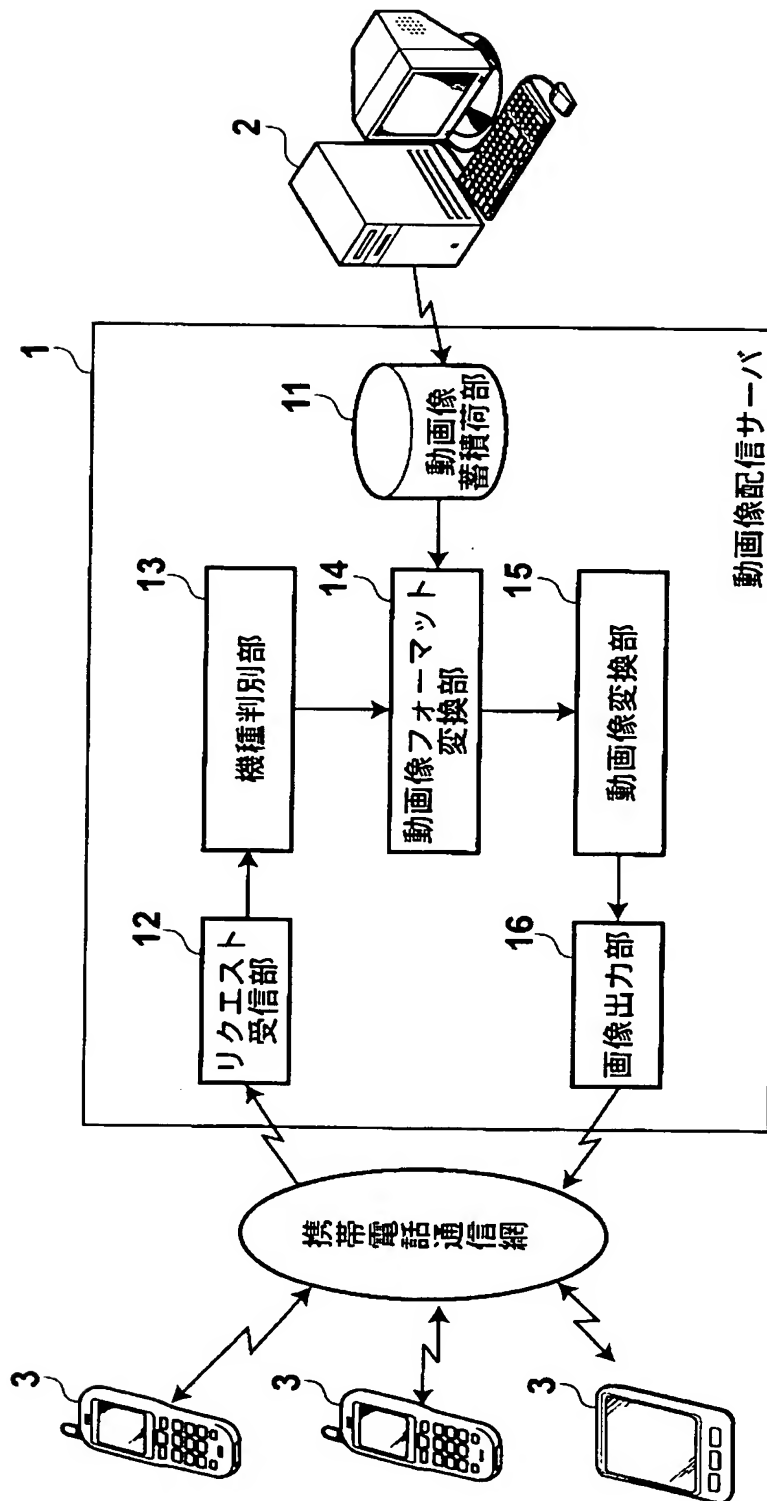 1
2
3
3
3
携帯電話通信網
12
リクエスト
受信部
13
機種判別部
11
動画像
蓄積荷部
14
動画像フォーマット
変換部
15
動画像変換部
16
画像出力部
動画像配信サーバ